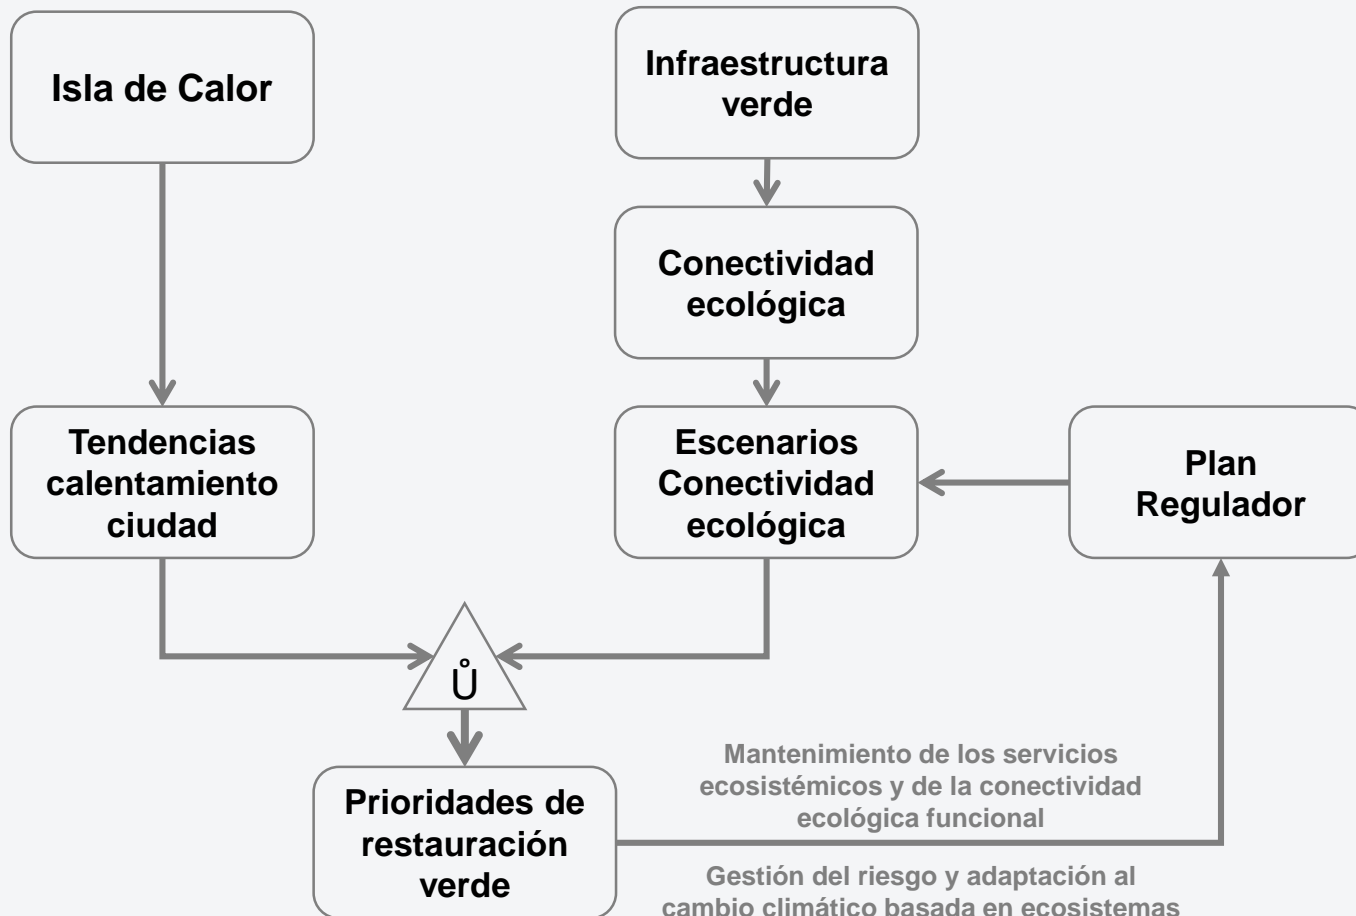 Isla de Calor
Infraestructura
verde
Conectividad
ecológica
Tendencias
calentamiento
ciudad
Escenarios
Conectividad
ecológica
Plan
Regulador
Ů
Prioridades de
restauración
verde
Mantenimiento de los servicios
ecosistémicos y de la conectividad
ecológica funcional
Gestión del riesgo y adaptación al
cambio climático basada en ecosistemas